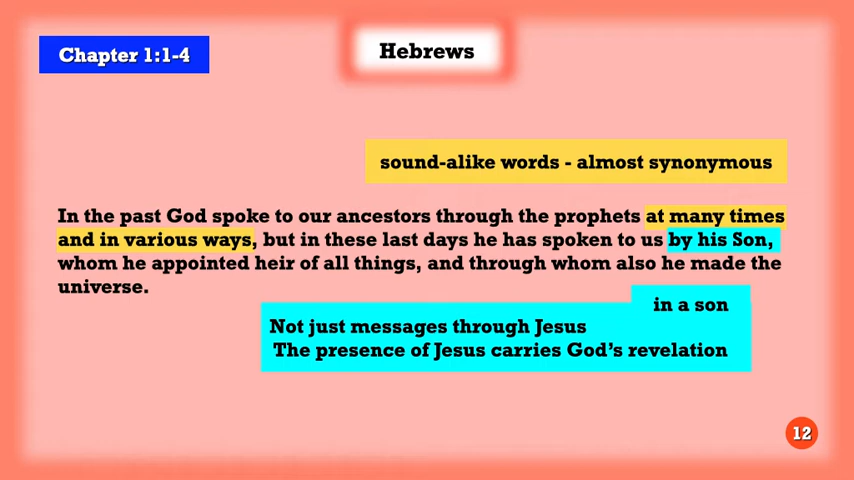 Chapter 1:1-4
Hebrews
sound-alike words - almost synonymous
In the past God spoke to our ancestors through the prophets at many times
and in various ways, but in these last days he has spoken to us by his Son,
whom he appointed heir of all things, and through whom also he made the
universe.
in a son
Not just messages through Jesus
The presence of Jesus carries God’s revelation
12